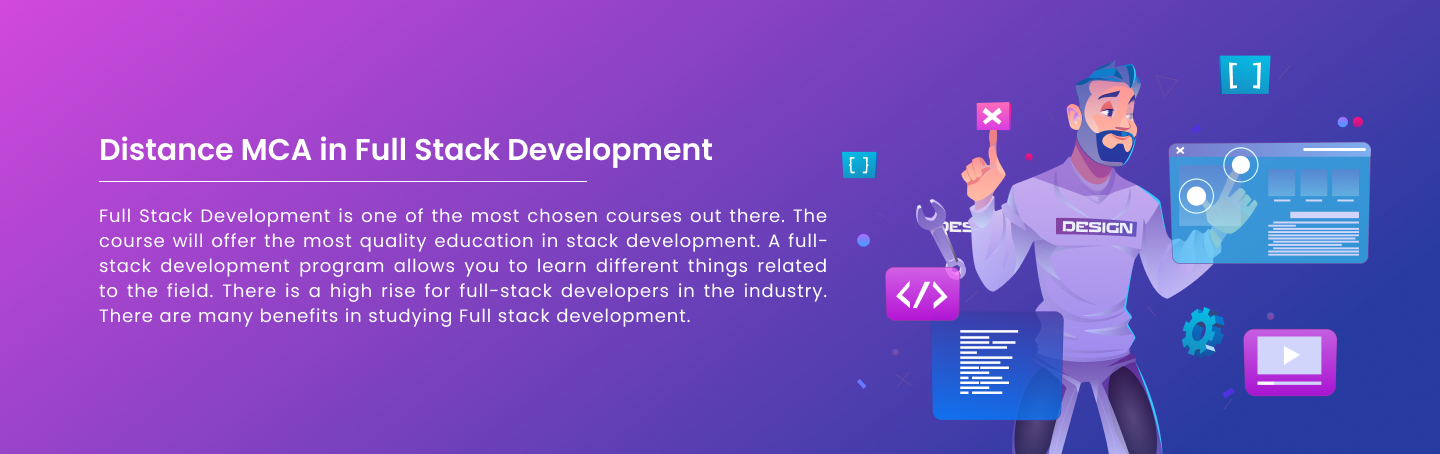 Distance MCA in Full Stack Development
Full Stack Development is one of the most chosen courses out there. The
course will offer the most quality education in stack development. A full-
stack development program allows you to learn different things related
to the field. There is a high rise for full-stack developers in the industry.
There are many benefits in studying Full stack development.
[ ]
{ }
DES
DESIGN
</>